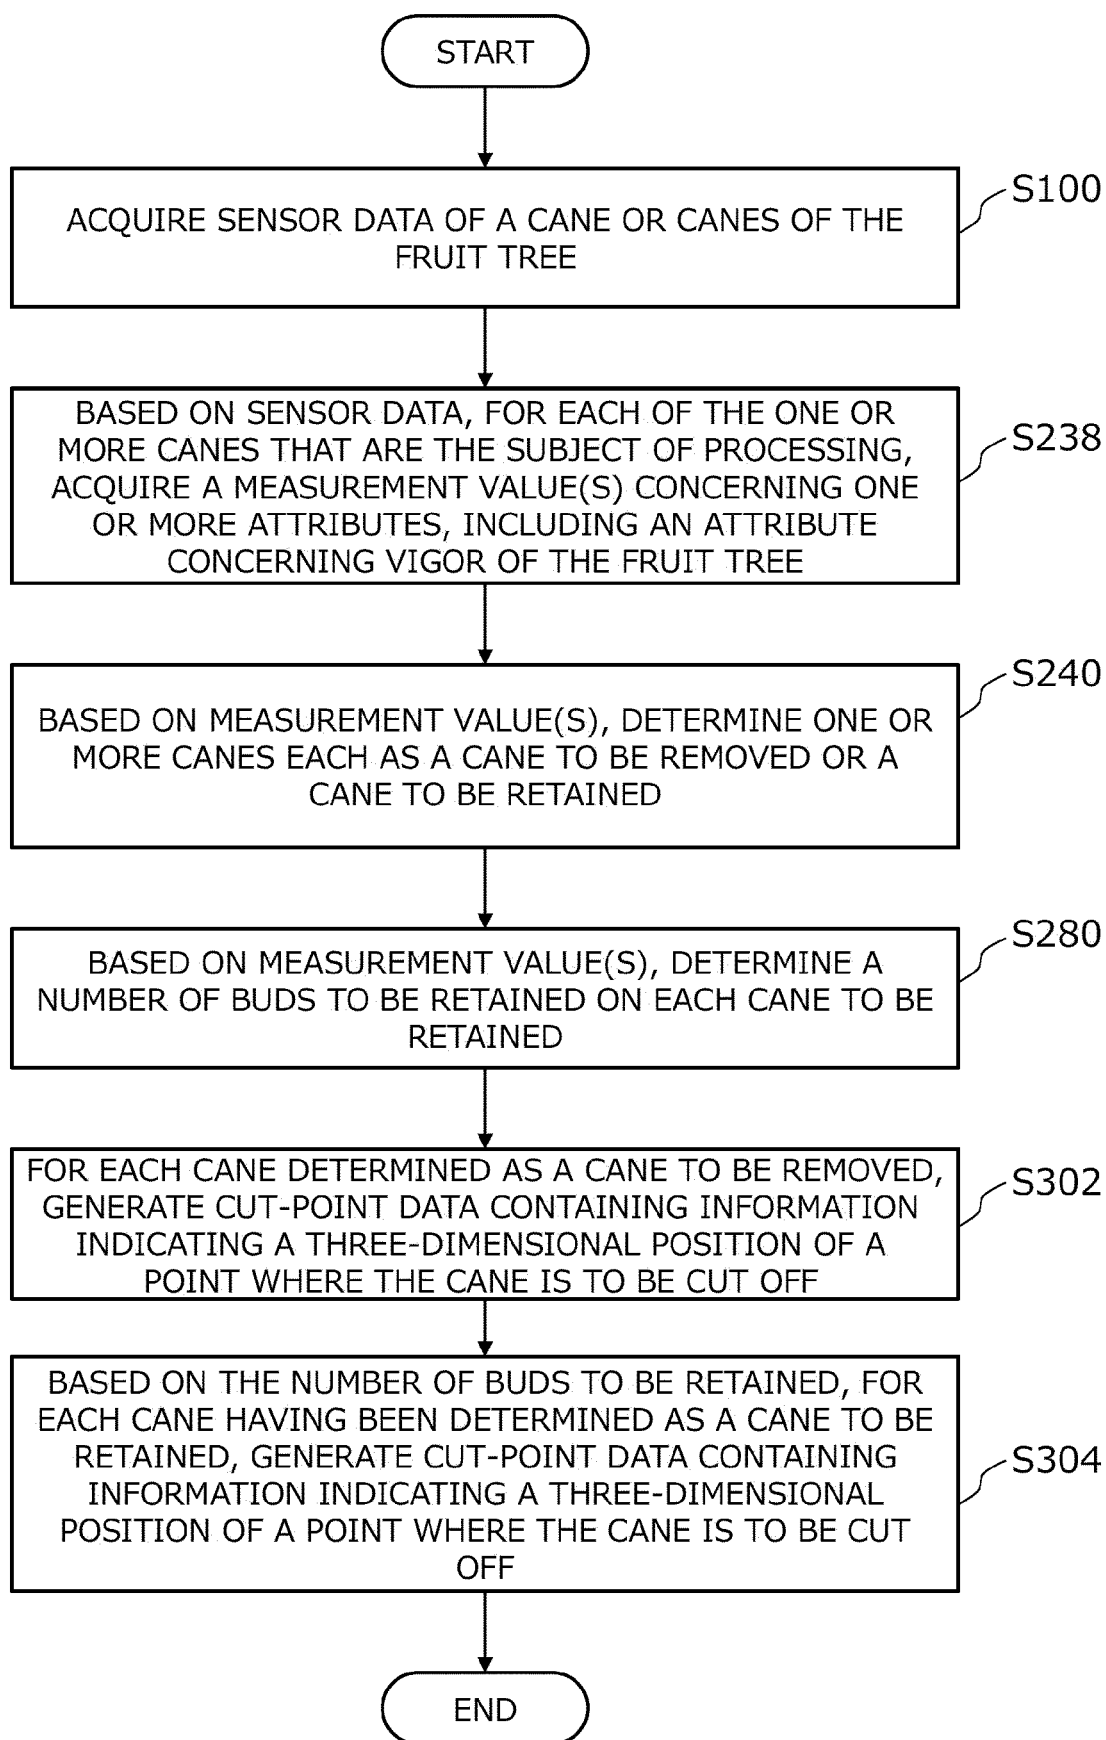 START
ACQUIRE SENSOR DATA OF A CANE OR CANES OF THE
FRUIT TREE
S100
BASED ON SENSOR DATA, FOR EACH OF THE ONE OR
MORE CANES THAT ARE THE SUBJECT OF PROCESSING,
ACQUIRE A MEASUREMENT VALUE(S) CONCERNING ONE
OR MORE ATTRIBUTES, INCLUDING AN ATTRIBUTE
CONCERNING VIGOR OF THE FRUIT TREE
S238
BASED ON MEASUREMENT VALUE(S), DETERMINE ONE OR
MORE CANES EACH AS A CANE TO BE REMOVED OR A
CANE TO BE RETAINED
S240
BASED ON MEASUREMENT VALUE(S), DETERMINE A
NUMBER OF BUDS TO BE RETAINED ON EACH CANE TO BE
RETAINED
S280
FOR EACH CANE DETERMINED AS A CANE TO BE REMOVED,
GENERATE CUT-POINT DATA CONTAINING INFORMATION
INDICATING A THREE-DIMENSIONAL POSITION OF A
POINT WHERE THE CANE IS TO BE CUT OFF
S302
BASED ON THE NUMBER OF BUDS TO BE RETAINED, FOR
EACH CANE HAVING BEEN DETERMINED AS A CANE TO BE
RETAINED, GENERATE CUT-POINT DATA CONTAINING
INFORMATION INDICATING A THREE-DIMENSIONAL
POSITION OF A POINT WHERE THE CANE IS TO BE CUT
OFF
S304
END